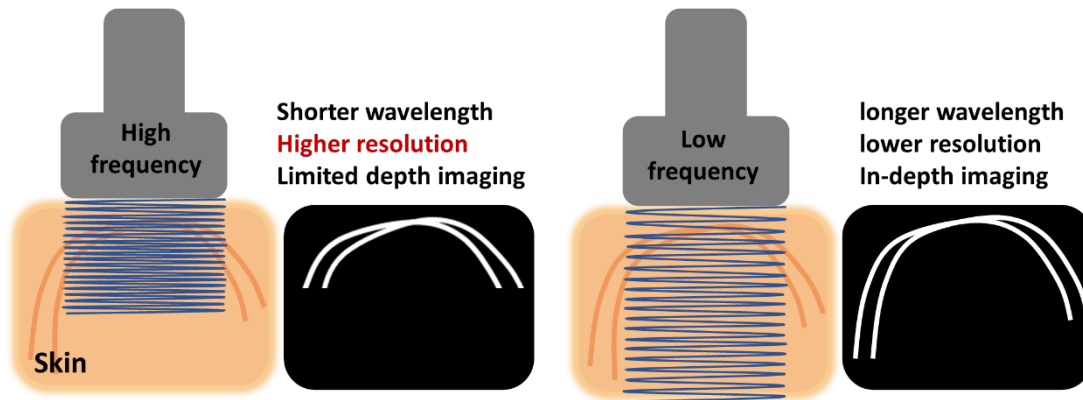 High
frequency
Shorter wavelength
Higher resolution
Limited depth imaging
Skin
Low
frequency
longer wavelength
lower resolution
In-depth imaging